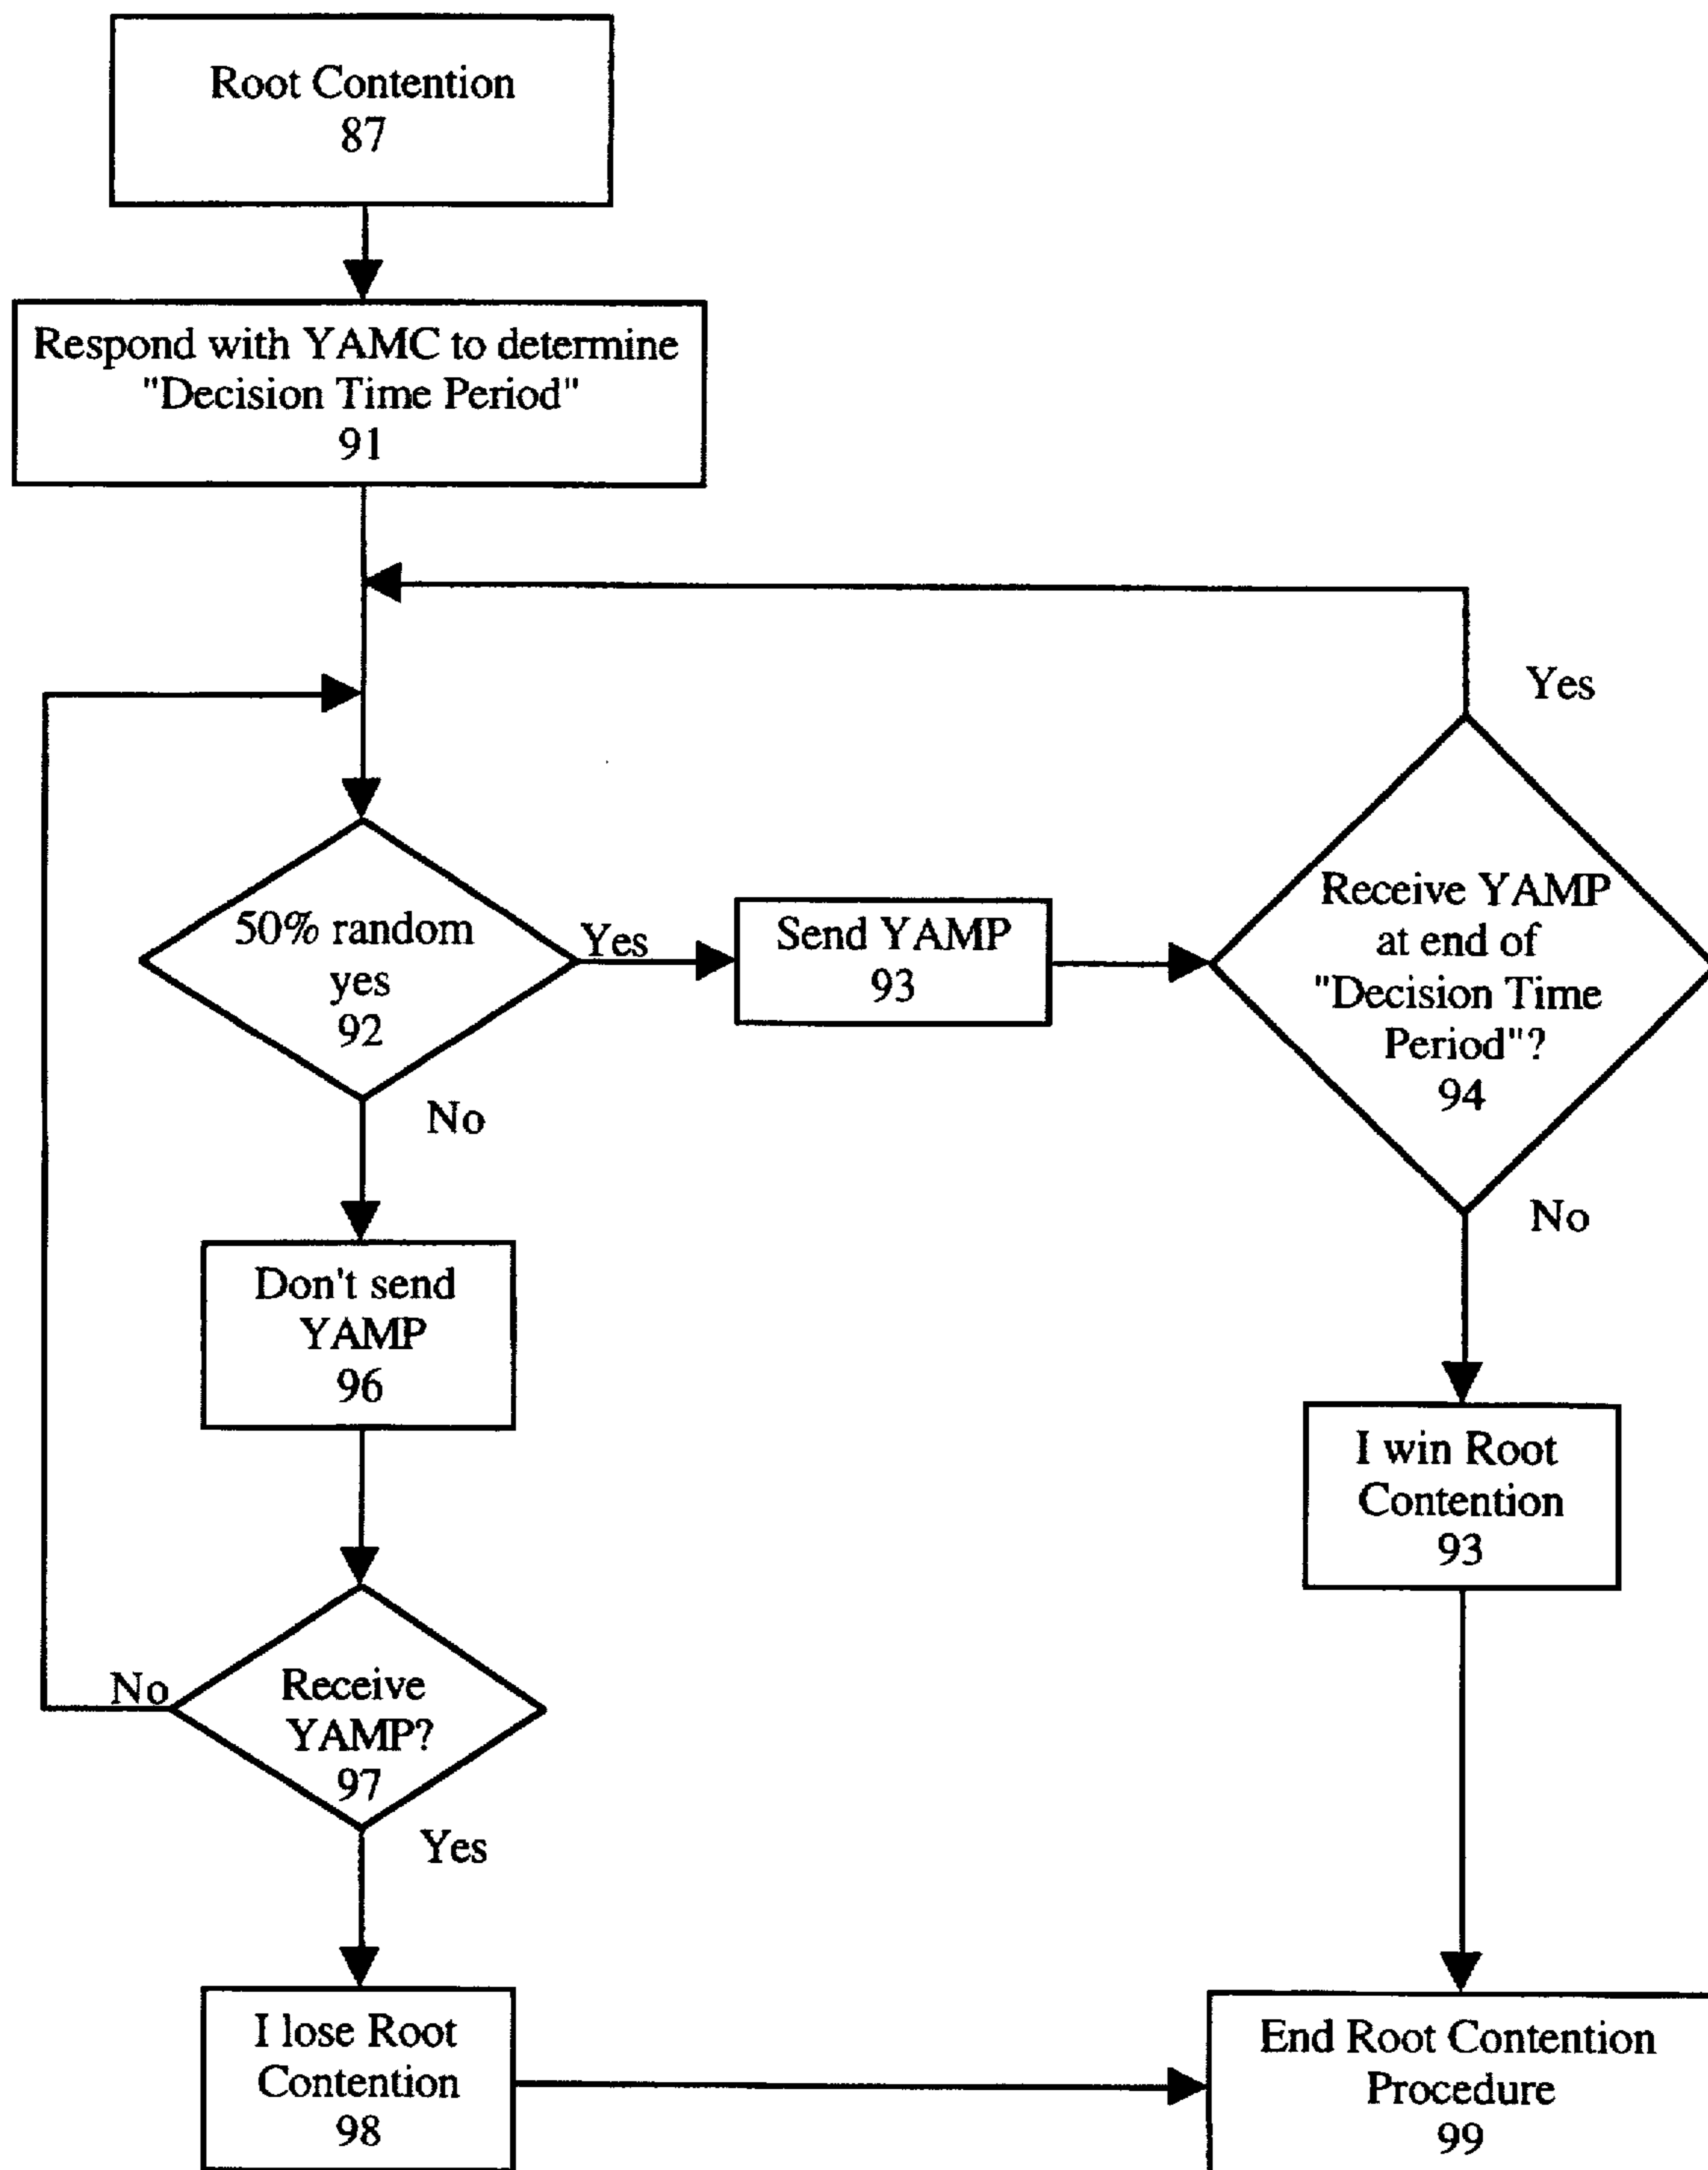 Root Contention
87
Respond with YAMC to determine
"Decision Time Period"
91
Yes
50% random
yes
92
Yes
No
Send YAMP
93
Receive YAMP
at end of
"Decision Time
Period"?
94
No
Don't send
YAMP
96
I win Root
Contention
93
No
Receive
YAMP?
97
Yes
I lose Root
Contention
98
End Root Contention
Procedure
99